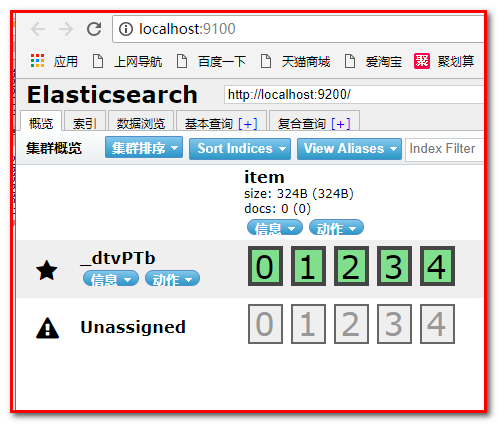 localhost:9100
应用 上网导航 百度一下 天猫商城 爱淘宝 聚 聚划算
Elasticsearch http://localhost:9200/
概览 索引 数据浏览 基本查询 [+] 复合查询 [+]
集群概览 集群排序 Sort Indices View Aliases Index Filter
item
size: 324B (324B)
docs: 0 (0)
信息 动作
_dtvPTb 0 1 2 3 4
信息 动作
Unassigned 0 1 2 3 4